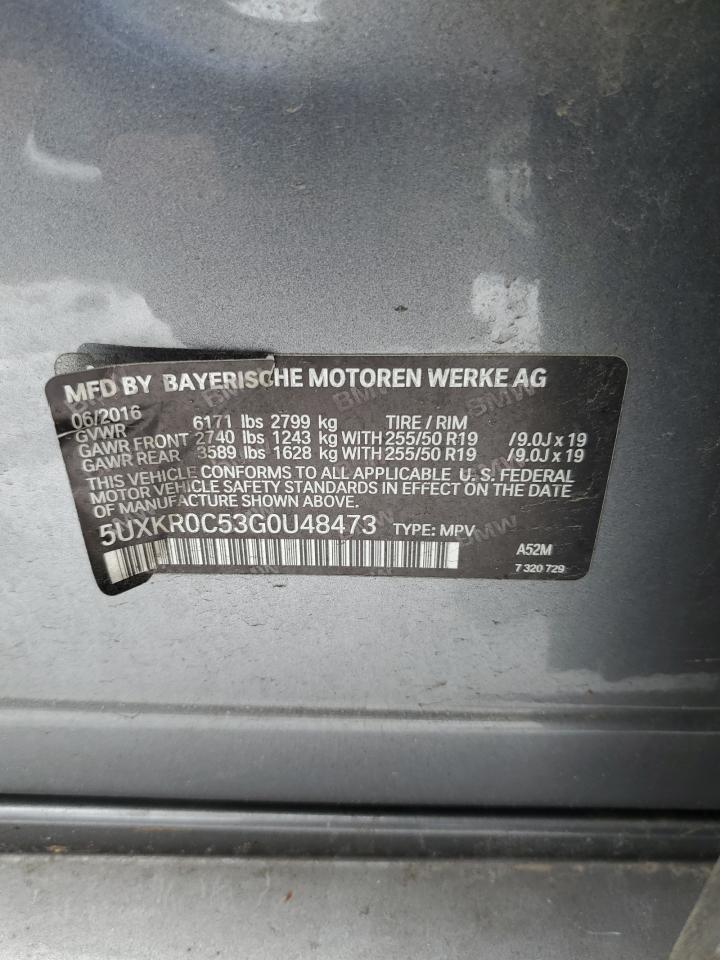 MFD BY BAYERISCHE MOTOREN WERKE AG
06/2016
GVWR 6171 lbs 2799 kg TIRE / RIM
GAWR FRONT 2740 lbs 1243 kg WITH 255/50 R19 /9.0J x 19
GAWR REAR 3589 lbs 1628 kg WITH 255/50 R19 /9.0J x 19
THIS VEHICLE CONFORMS TO ALL APPLICABLE U. S. FEDERAL
MOTOR VEHICLE SAFETY STANDARDS IN EFFECT ON THE DATE
OF MANUFACTURE SHOWN ABOVE.
5UXKR0C53G0U48473 TYPE: MPV
A52M
7 320 729